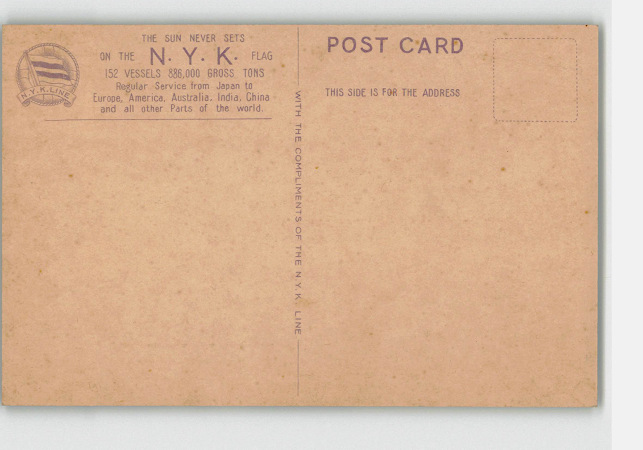 THE SUN NEVER SETS
ON THE N. Y. K. FLAG
152 VESSELS 886,000 GROSS TONS
Regular Service from Japan to
Europe, America, Australia, India, China
and all other Parts of the world.
N.Y.K. LINE
WITH THE COMPLIMENTS OF THE N.Y.K. LINE
POST CARD
THIS SIDE IS FOR THE ADDRESS